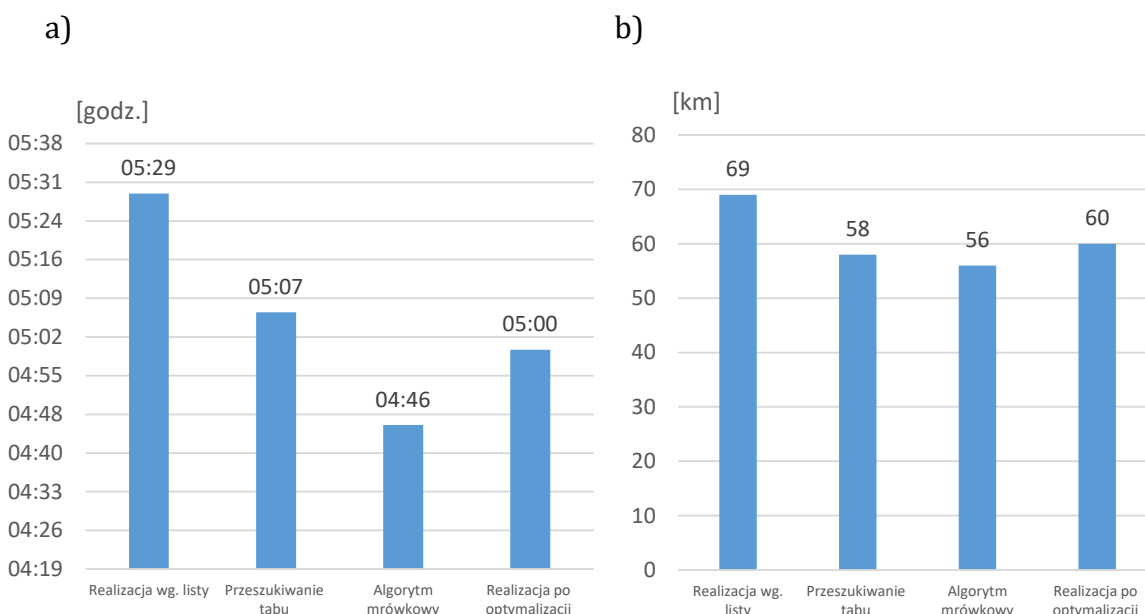 a)
[godz.]
05:38
05:31
05:24
05:16
05:09
05:02
04:55
04:48
04:40
04:33
04:26
04:19
05:29
05:07
04:46
05:00
Realizacja wg. listy
Przeszukiwanie
tabu
Algorytm
mrówkowy
Realizacja po
optymalizacji
b)
[km]
80
70
60
50
40
30
20
10
0
69
58
56
60
Realizacja wg.
listy
Przeszukiwanie
tabu
Algorytm
mrówkowy
Realizacja po
optymalizacji